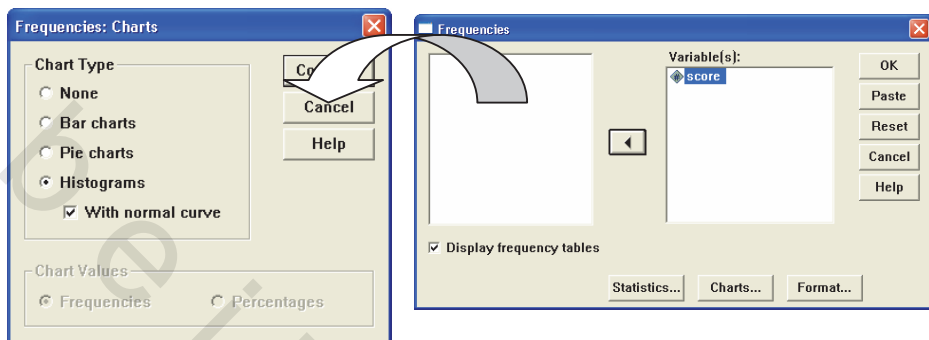 Frequencies: Charts
Chart Type
None
Bar charts
Pie charts
Histograms
With normal curve
Cancel
Help
Chart Values
Frequencies
Percentages
Frequencies
Variable(s):
score
OK
Paste
Reset
Cancel
Help
Display frequency tables
Statistics...
Charts...
Format...